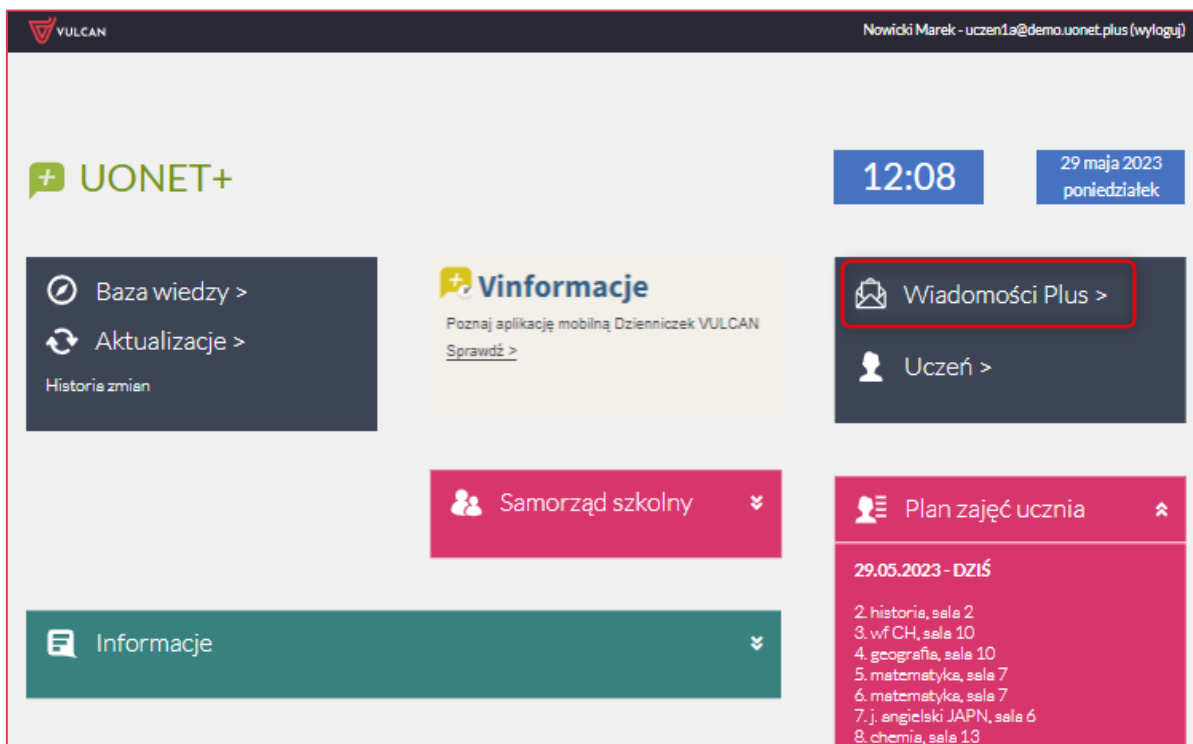 VULCAN
Nowicki Marek - uczen1a@demo.uonet.plus (wyloguj)
UONET+
12:08
29 maja 2023
poniedziałek
Baza wiedzy >
Aktualizacje >
Historia zmian
Vinformacje
Poznaj aplikację mobilną Dzienniczek VULCAN
Sprawdź >
Wiadomości Plus >
Uczeń >
Samorząd szkolny
Informacje
Plan zajęć ucznia
29.05.2023 - DZIŚ
2. historia, sala 2
3. wf CH, sala 10
4. geografia, sala 10
5. matematyka, sala 7
6. matematyka, sala 7
7. j. angielski JAPN, sala 6
8. chemia, sala 13